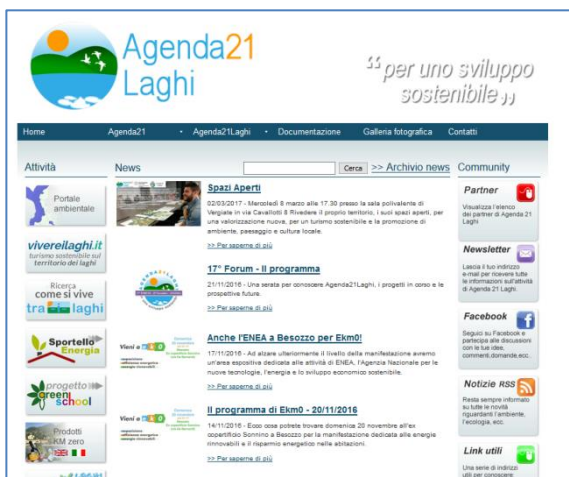 Agenda21
Laghi
“per uno sviluppo
sostenibile”
Home Agenda21 • Agenda21Laghi • Documentazione Galleria fotografica Contatti
Attività
Portale
ambientale
vivereilaghi.it
turismo sostenibile sul
territorio dei laghi
Ricerca
come si vive
tra laghi
Sportello
Energia
progetto
green
school
Prodotti
KM zero
News Cerca >> Archivio news
Spazi Aperti
02/03/2017 - Mercoledì 8 marzo alle 17.30 presso la sala polivalente di
Vergiate in via Cavallotti 8 Rivedere il proprio territorio, i suoi spazi aperti, per
una valorizzazione nuova, per un turismo sostenibile e la promozione di
ambiente, paesaggio e cultura locale.
>> Per saperne di più
17° Forum - Il programma
21/11/2016 - Una serata per conoscere Agenda21Laghi, i progetti in corso e le
prospettive future.
>> Per saperne di più
Vieni a
Anche l'ENEA a Besozzo per Ekm0!
17/11/2016 - Ad alzare ulteriormente il livello della manifestazione avremo
un'area espositiva dedicata alle attività di ENEA, l'Agenzia Nazionale per le
nuove tecnologie, l'energia e lo sviluppo economico sostenibile.
>> Per saperne di più
Vieni a
Il programma di Ekm0 - 20/11/2016
14/11/2016 - Ecco cosa potrete trovare domenica 20 novembre all'ex
copertificio Sonnino a Besozzo per la manifestazione dedicata alle energie
rinnovabili e il risparmio energetico nelle abitazioni.
>> Per saperne di più
Community
Partner
Visualizza l'elenco
dei partner di Agenda 21
Laghi
Newsletter
Lascia il tuo indirizzo
e-mail per ricevere tutte
le informazioni sull'attività
di Agenda 21 Laghi.
Facebook
Seguici su Facebook e
partecipa alle discussioni
con le tue idee,
commenti,domande,ecc..
Notizie RSS
Resta sempre informato
su tutte le novità
riguardanti l'ambiente,
l'ecologia, ecc.
Link utili
Una serie di indirizzi
utili per conoscere